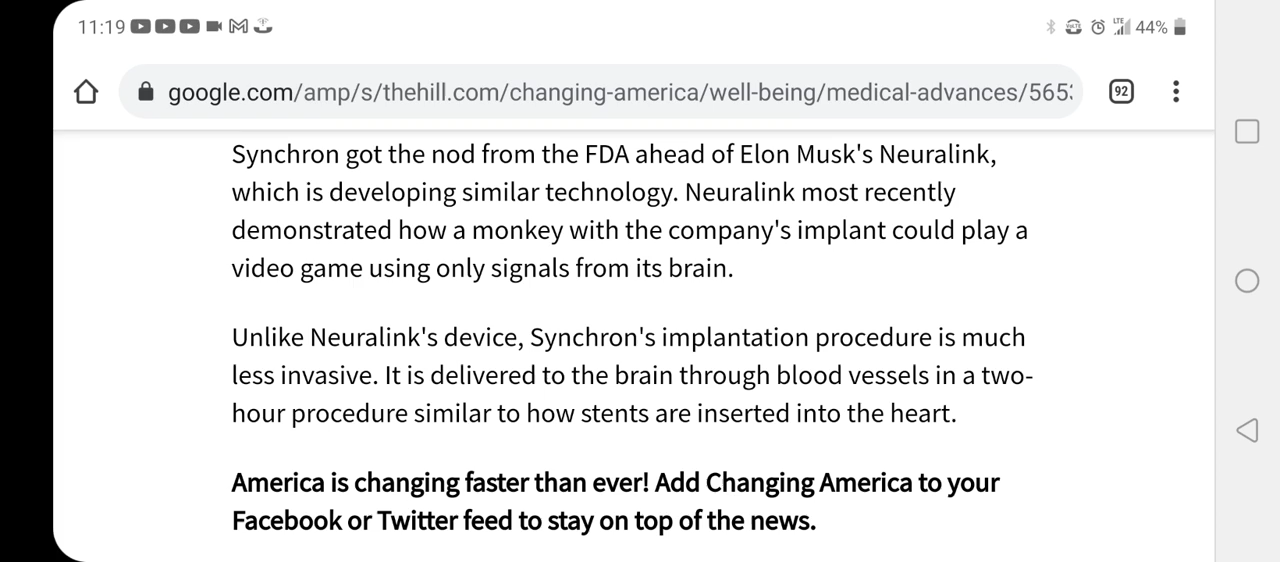 11:19
LTE
44%
google.com/amp/s/thehill.com/changing-america/well-being/medical-advances/565
92
Synchron got the nod from the FDA ahead of Elon Musk's Neuralink,
which is developing similar technology. Neuralink most recently
demonstrated how a monkey with the company's implant could play a
video game using only signals from its brain.
Unlike Neuralink's device, Synchron's implantation procedure is much
less invasive. It is delivered to the brain through blood vessels in a two-
hour procedure similar to how stents are inserted into the heart.
America is changing faster than ever! Add Changing America to your
Facebook or Twitter feed to stay on top of the news.